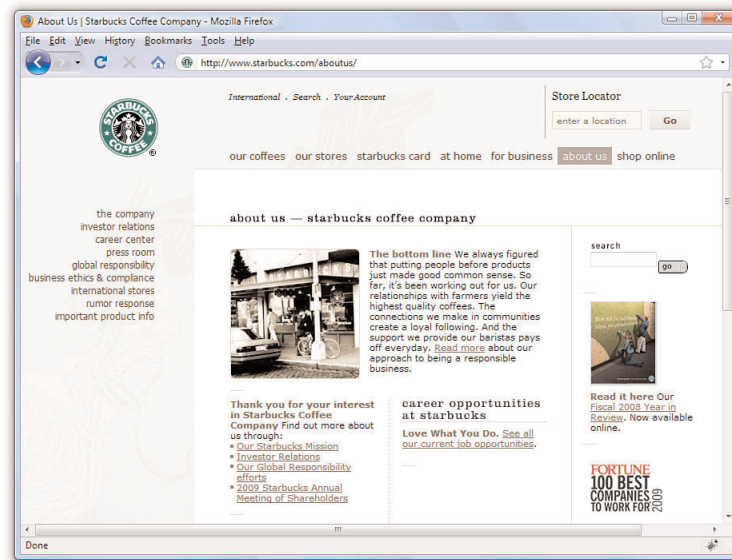 About Us | Starbucks Coffee Company - Mozilla Firefox
File Edit View History Bookmarks Tools Help
http://www.starbucks.com/aboutus/
International . Search . Your Account
Store Locator
enter a location
Go
STARBUCKS
COFFEE
®
our coffees our stores starbucks card at home for business about us shop online
the company
investor relations
career center
press room
global responsibility
business ethics & compliance
international stores
rumor response
important product info
about us — starbucks coffee company
The bottom line We always figured
that putting people before products
just made good common sense. So
far, it's been working out for us. Our
relationships with farmers yield the
highest quality coffees. The
connections we make in communities
create a loyal following. And the
support we provide our baristas pays
off everyday. Read more about our
approach to being a responsible
business.
Thank you for your interest
in Starbucks Coffee
Company Find out more about
us through:
Our Starbucks Mission
Investor Relations
Our Global Responsibility
efforts
2009 Starbucks Annual
Meeting of Shareholders
career opportunities
at starbucks
Love What You Do. See all
our current job opportunities.
search
go
Read it here Our
Fiscal 2008 Year in
Review. Now available
online.
FORTUNE
100 BEST
COMPANIES
TO WORK FOR
2009
Done